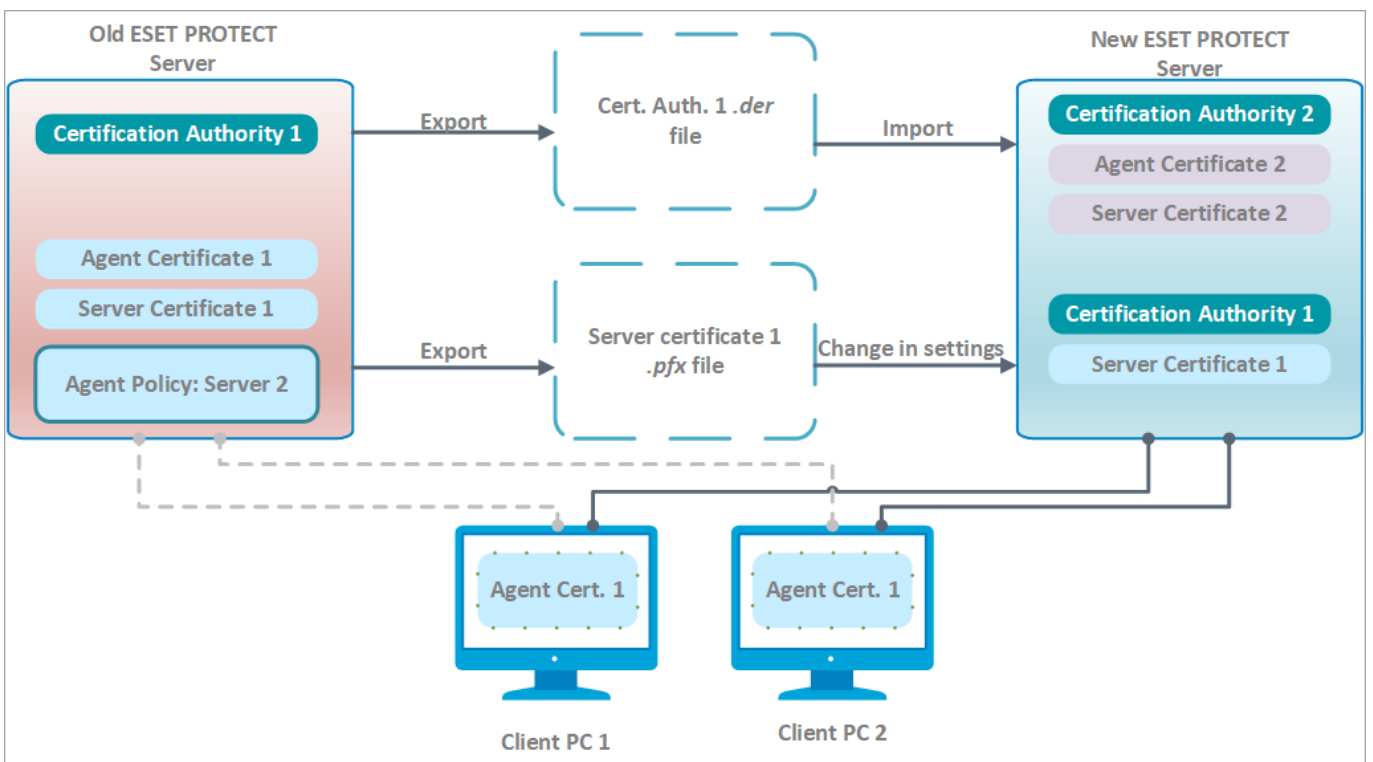 Old ESET PROTECT
Server
Certification Authority 1
Agent Certificate 1
Server Certificate 1
Agent Policy: Server 2
Export
Cert. Auth. 1 .der
file
Import
Export
Server certificate 1
.pfx file
Change in settings
New ESET PROTECT
Server
Certification Authority 2
Agent Certificate 2
Server Certificate 2
Certification Authority 1
Server Certificate 1
Agent Cert. 1
Client PC 1
Agent Cert. 1
Client PC 2